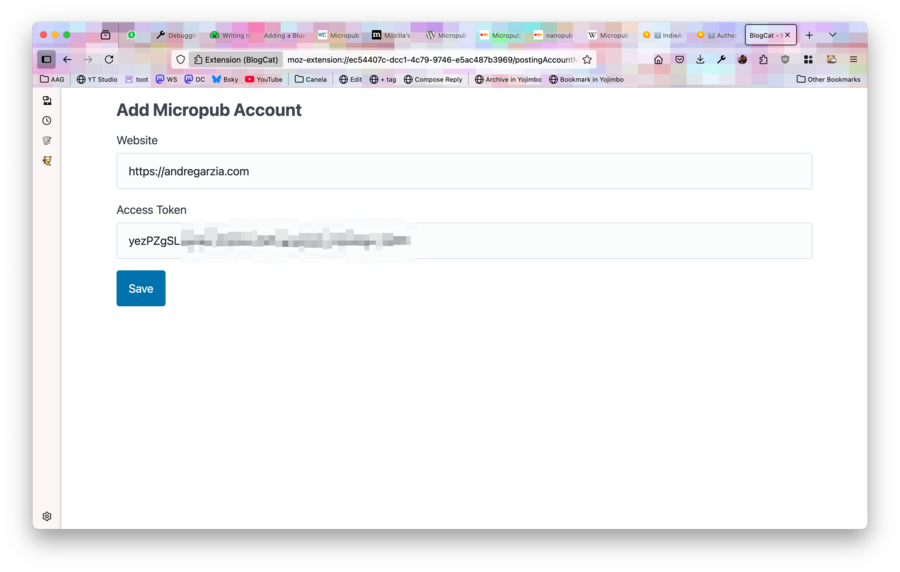 Debuggi
Writing n
Adding a Blu
Micropub
Mozilla's
Micropub
Micropub
nanopub
Micropub
IndieA
Authe
BlogCat -
Extension (BlogCat)
moz-extension://ec54407c-dcc1-4c79-9746-e5ac487b3969/postingAccount
AAG
YT Studio
toot
WS
DC
Bsky
YouTube
Canela
Edit
+ tag
Compose Reply
Archive in Yojimbo
Bookmark in Yojimbo
Other Bookmarks
Add Micropub Account
Website
https://andregarzia.com
Access Token
yezPZgSL
Save